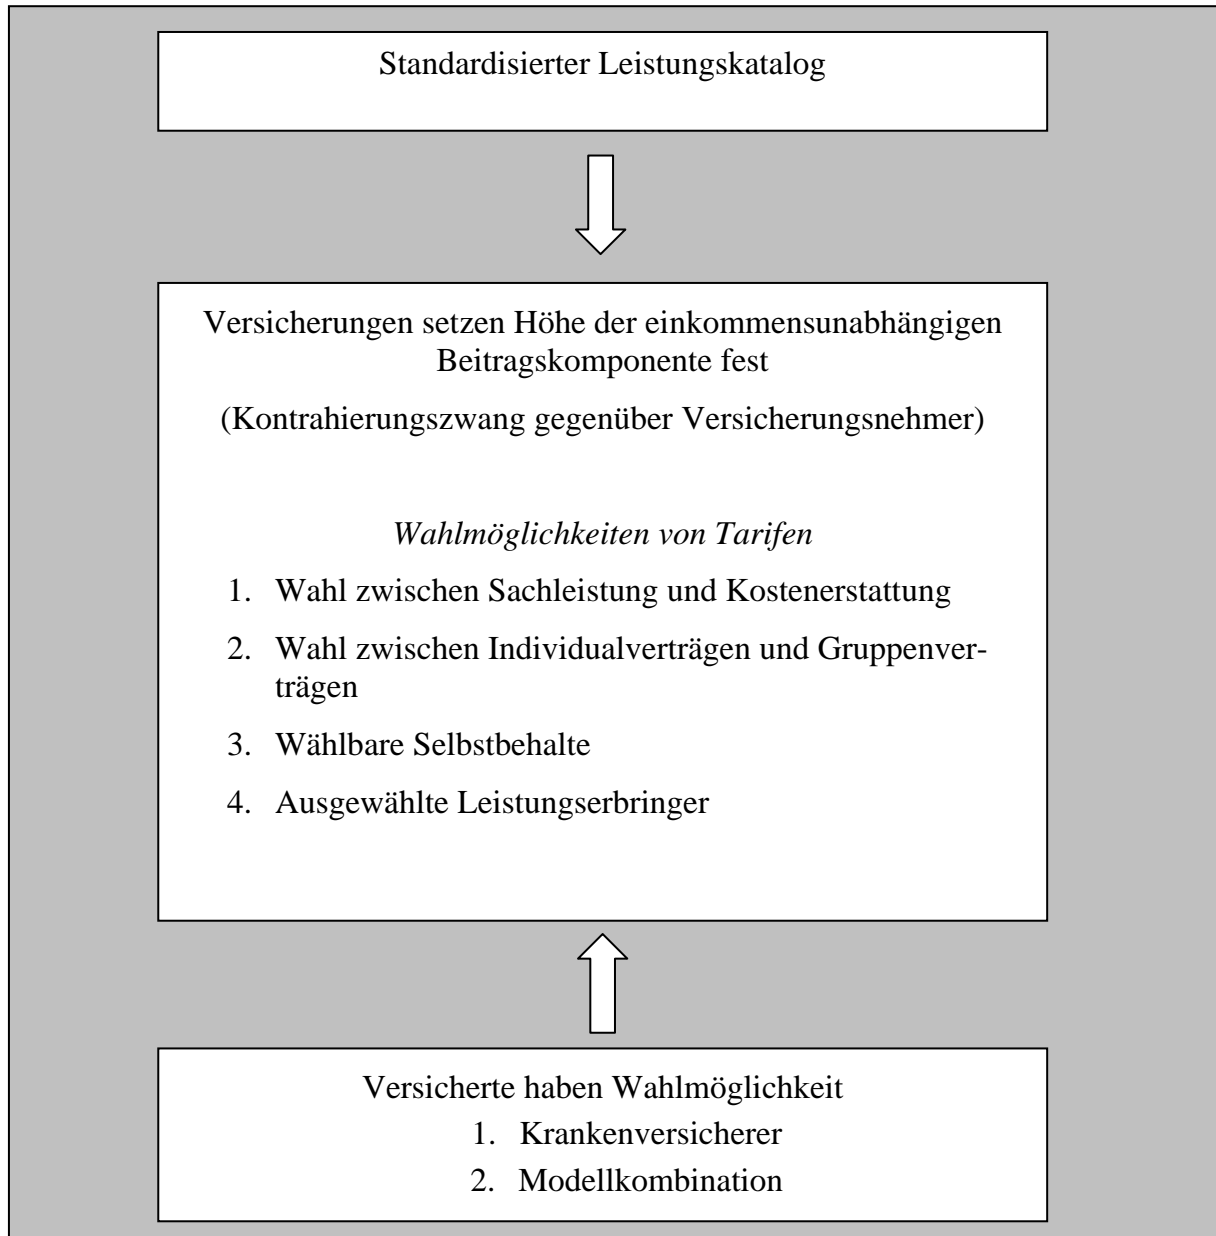 Standardisierter Leistungskatalog
Versicherungen setzen Höhe der einkommensunabhängigen
Beitragskomponente fest
(Kontrahierungszwang gegenüber Versicherungsnehmer)
Wahlmöglichkeiten von Tarifen
1. Wahl zwischen Sachleistung und Kostenerstattung
2. Wahl zwischen Individualverträgen und Gruppenver-
trägen
3. Wählbare Selbstbehalte
4. Ausgewählte Leistungserbringer
Versicherte haben Wahlmöglichkeit
1. Krankenversicherer
2. Modellkombination